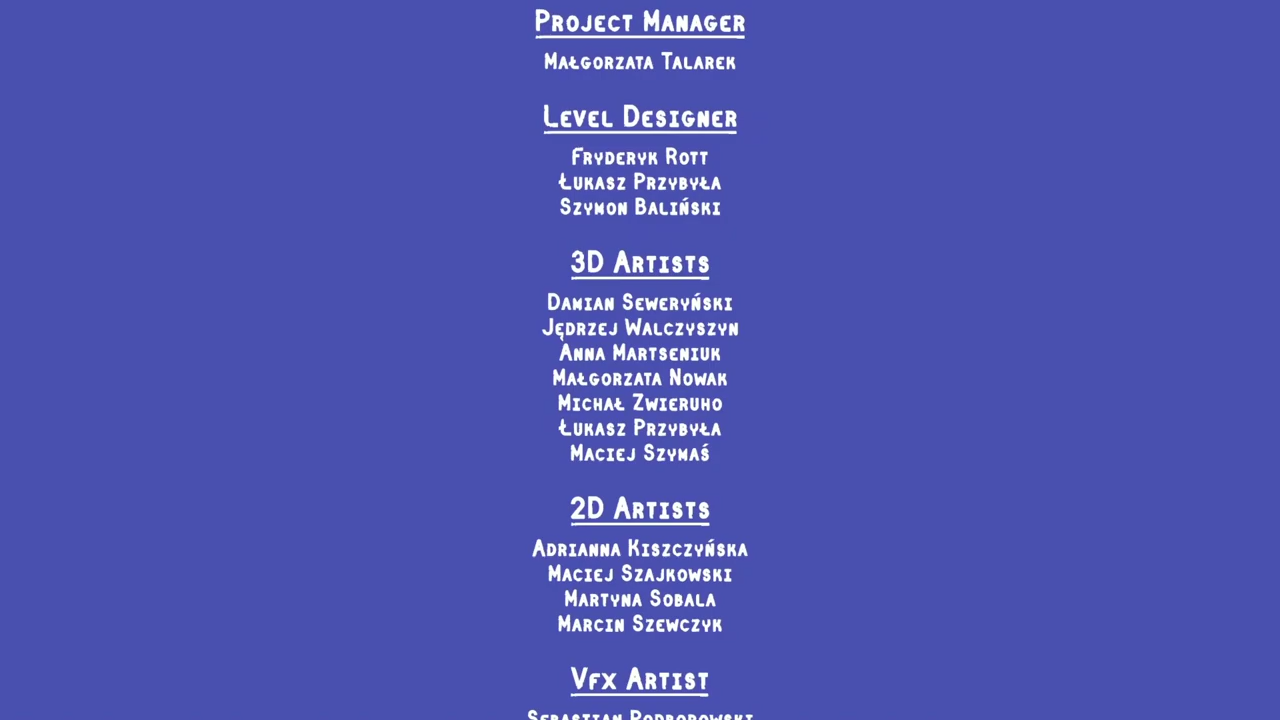 Project Manager
Małgorzata Talarek
Level Designer
Fryderyk Rott
Łukasz Przybyła
Szymon Baliński
3D Artists
Damian Seweryński
Jędrzej Walczyszyn
Anna Martseniuk
Małgorzata Nowak
Michał Zwieruho
Łukasz Przybyła
Maciej Szymaś
2D Artists
Adrianna Kiszczyńska
Maciej Szajkowski
Martyna Sobala
Marcin Szewczyk
Vfx Artist